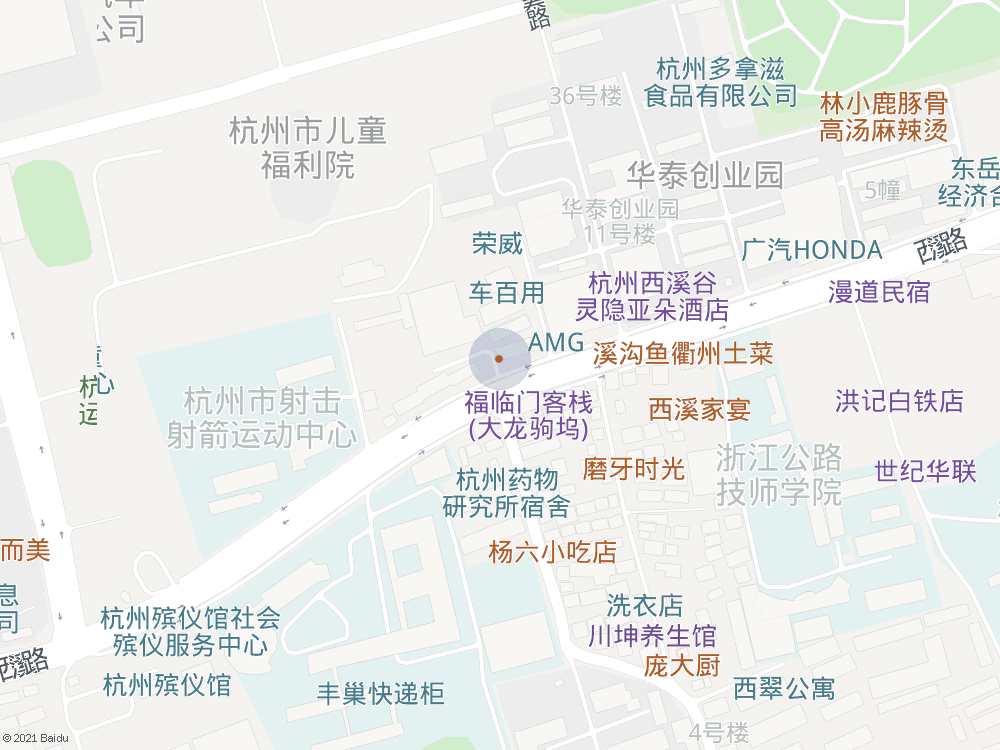 公司
杭州多拿滋
食品有限公司
36号楼
林小鹿豚骨
高汤麻辣烫
杭州市儿童
福利院
华泰创业园
5幢
东岳
经济合
华泰创业园
11号楼
荣威
广汽HONDA
西溪路
车百用
杭州西溪谷
灵隐亚朵酒店
漫道民宿
AMG
溪沟鱼衢州土菜
杭
运
心
杭州市射击
射箭运动中心
福临门客栈
(大龙驹坞)
西溪家宴
洪记白铁店
杭州药物
研究所宿舍
磨牙时光
浙江公路
技师学院
世纪华联
而美
杨六小吃店
息
司
杭州殡仪馆社会
殡仪服务中心
洗衣店
川坤养生馆
西溪路
杭州殡仪馆
丰巢快递柜
庞大厨
西翠公寓
4号楼
© 2021 Baidu